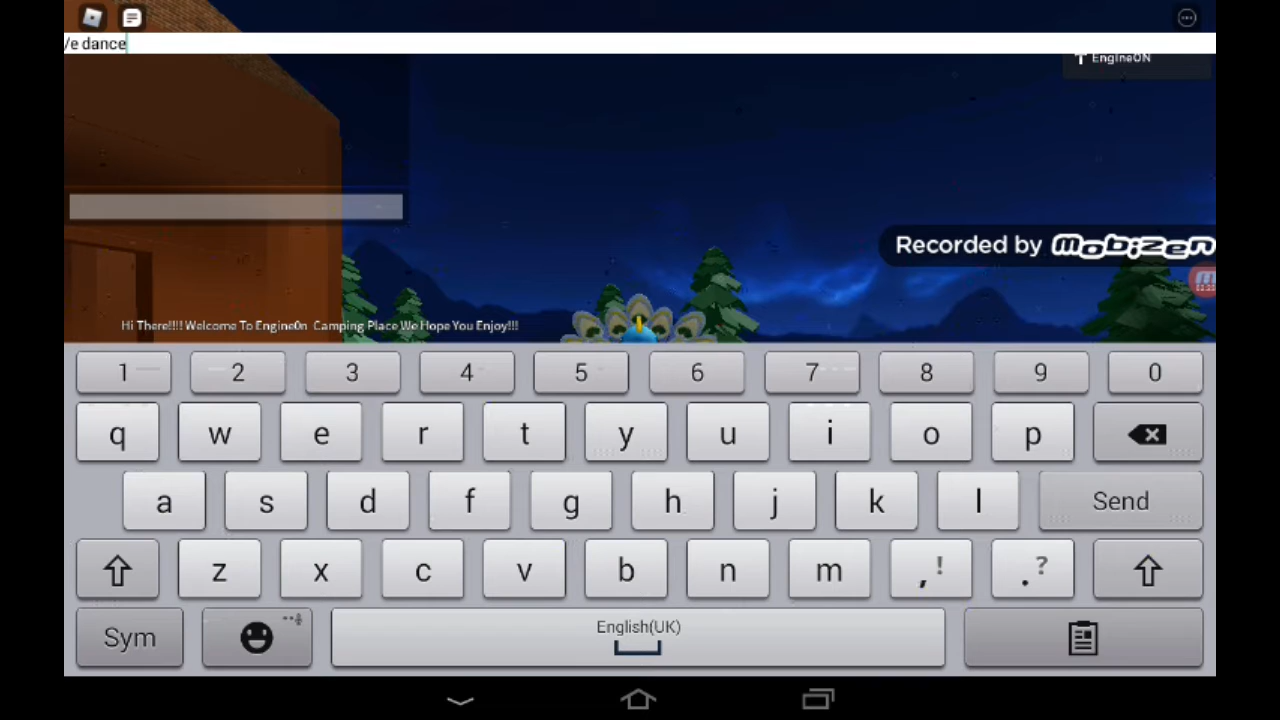 /e dance
EngineON
Recorded by mobizen
Hi There!!!! Welcome To Engine0n Camping Place We Hope You Enjoy!!!
1 2 3 4 5 6 7 8 9 0
q w e r t y u i o p
a s d f g h j k l Send
z x c v b n m ,! .?
English(UK)
Sym